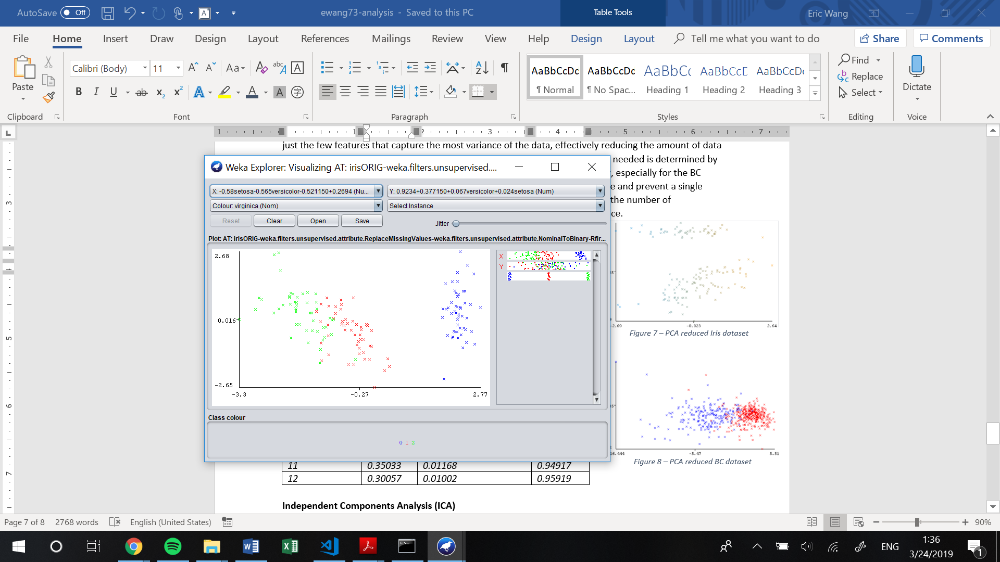 AutoSave Off
ewang73-analysis - Saved to this PC
Table Tools
Eric Wang
File Home Insert Draw Design Layout References Mailings Review View Help Design Layout Tell me what you want to do Share Comments
Paste
Clipboard
Calibri (Body) 11
Font
Paragraph
AaBbCcDc AaBbCcDc AaBbC AaBbCcD AaBbCcD
¶ Normal ¶ No Spac... Heading 1 Heading 2 Heading 3
Styles
Find
Replace
Select
Editing
Dictate
Voice
1 1 2 3 4 5 6 7
just the few features that capture the most variance of the data, effectively reducing the amount of data
needed is determined by
, especially for the BC
e and prevent a single
the number of
ce.
Weka Explorer: Visualizing AT: irisORIG-weka.filters.unsupervised....
X: -0.58setosa-0.565versicolor-0.521150+0.2694 (Nu...
Y: 0.9234+0.377150+0.067versicolor+0.024setosa (Num)
Colour: virginica (Nom)
Select Instance
Reset Clear Open Save
Jitter
Plot: AT: irisORIG-weka.filters.unsupervised.attribute.ReplaceMissingValues-weka.filters.unsupervised.attribute.NominalToBinary-Rfir...
2.68
0.016
-2.65
-3.3 -0.27 2.77
X
Y
Class colour
0 1 2
-2.69 -0.023 2.64
Figure 7 – PCA reduced Iris dataset
16.444 -5.47 5.51
Figure 8 – PCA reduced BC dataset
11 0.35033 0.01168 0.94917
12 0.30057 0.01002 0.95919
Independent Components Analysis (ICA)
3
5
6
7
Page 7 of 8 2768 words English (United States) 90%
ENG
1:36
3/24/2019
1